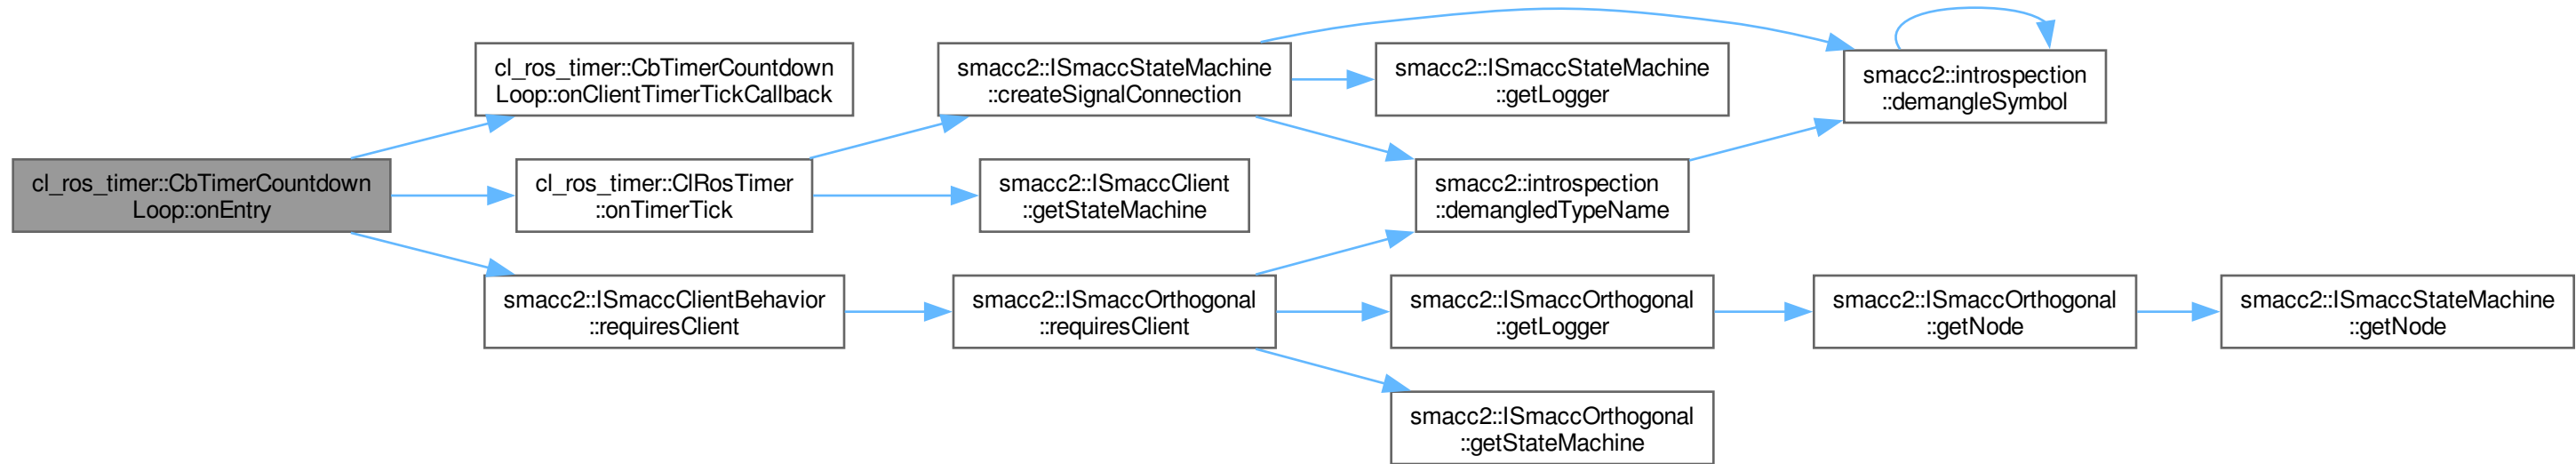 cl_ros_timer::CbTimerCountdown
Loop::onEntry
cl_ros_timer::CbTimerCountdown
Loop::onClientTimerTickCallback
cl_ros_timer::ClRosTimer
::onTimerTick
smacc2::ISmaccClientBehavior
::requiresClient
smacc2::ISmaccStateMachine
::createSignalConnection
smacc2::ISmaccClient
::getStateMachine
smacc2::ISmaccOrthogonal
::requiresClient
smacc2::ISmaccStateMachine
::getLogger
smacc2::introspection
::demangledTypeName
smacc2::ISmaccOrthogonal
::getLogger
smacc2::ISmaccOrthogonal
::getStateMachine
smacc2::introspection
::demangleSymbol
smacc2::ISmaccOrthogonal
::getNode
smacc2::ISmaccStateMachine
::getNode